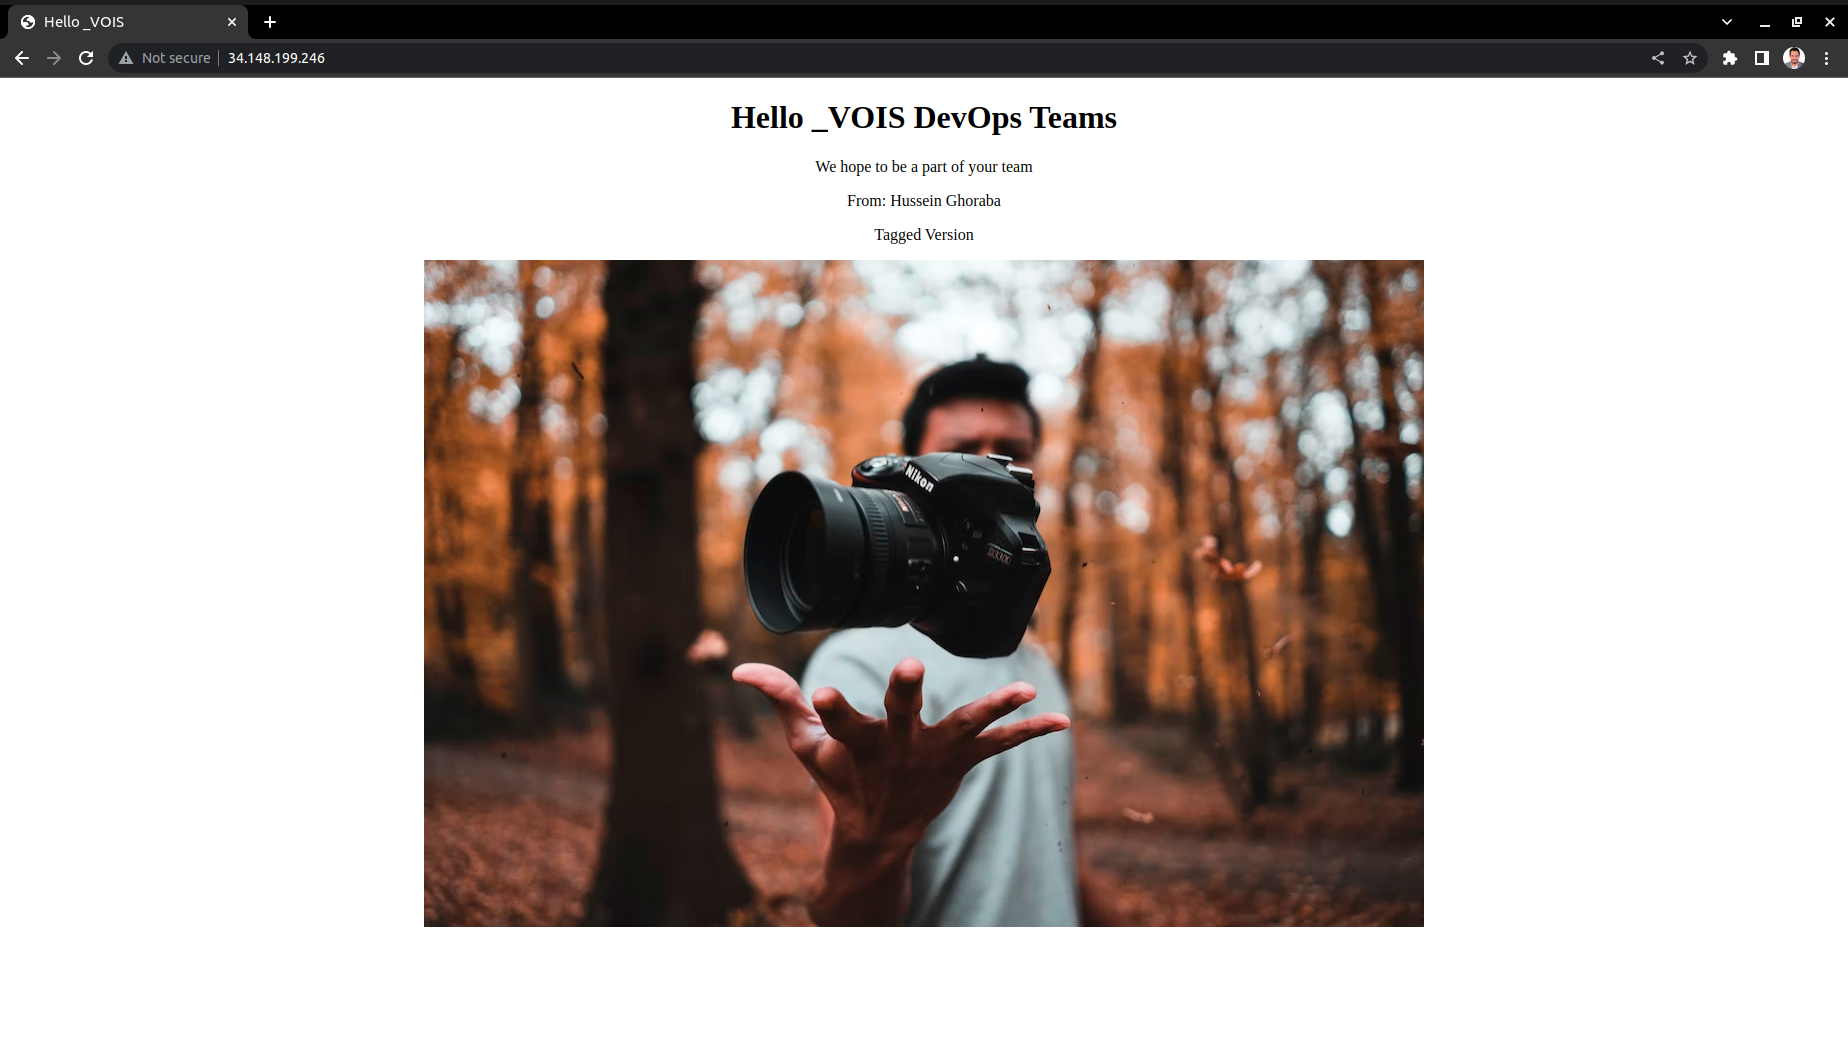 Hello _VOIS
Not secure
34.148.199.246
Hello _VOIS DevOps Teams
We hope to be a part of your team
From: Hussein Ghoraba
Tagged Version
Nikon
D3300